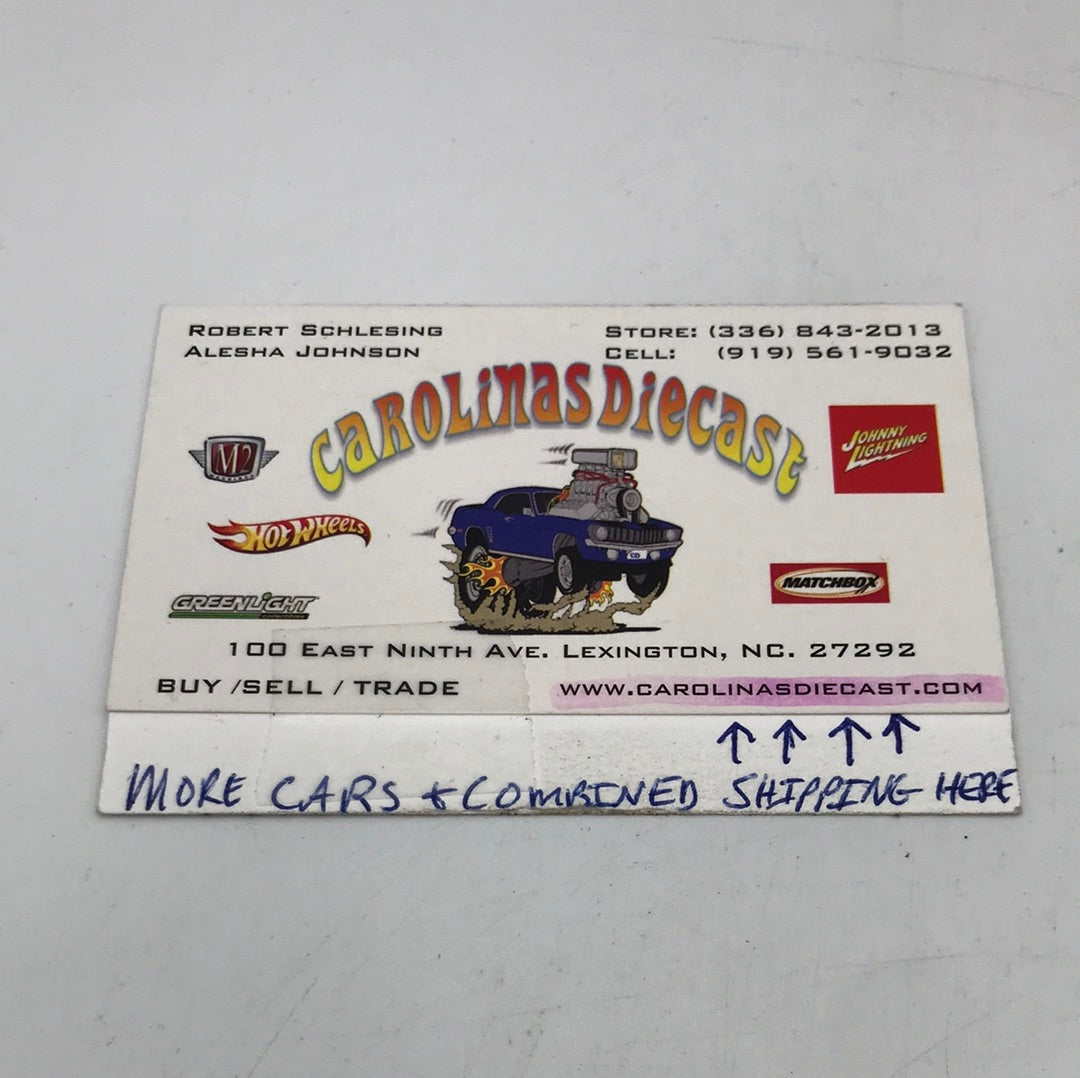 ROBERT SCHLESING
ALESHA JOHNSON
STORE: (336) 843-2013
CELL: (919) 561-9032
CAROLINAS DIECAST
M2
JOHNNY
LIGHTNING
HOT WHEELS
MATCHBOX
GREENLIGHT
100 EAST NINTH AVE. LEXINGTON, NC. 27292
BUY /SELL / TRADE
WWW.CAROLINASDIECAST.COM
MORE CARS & COMBINED SHIPPING HERE